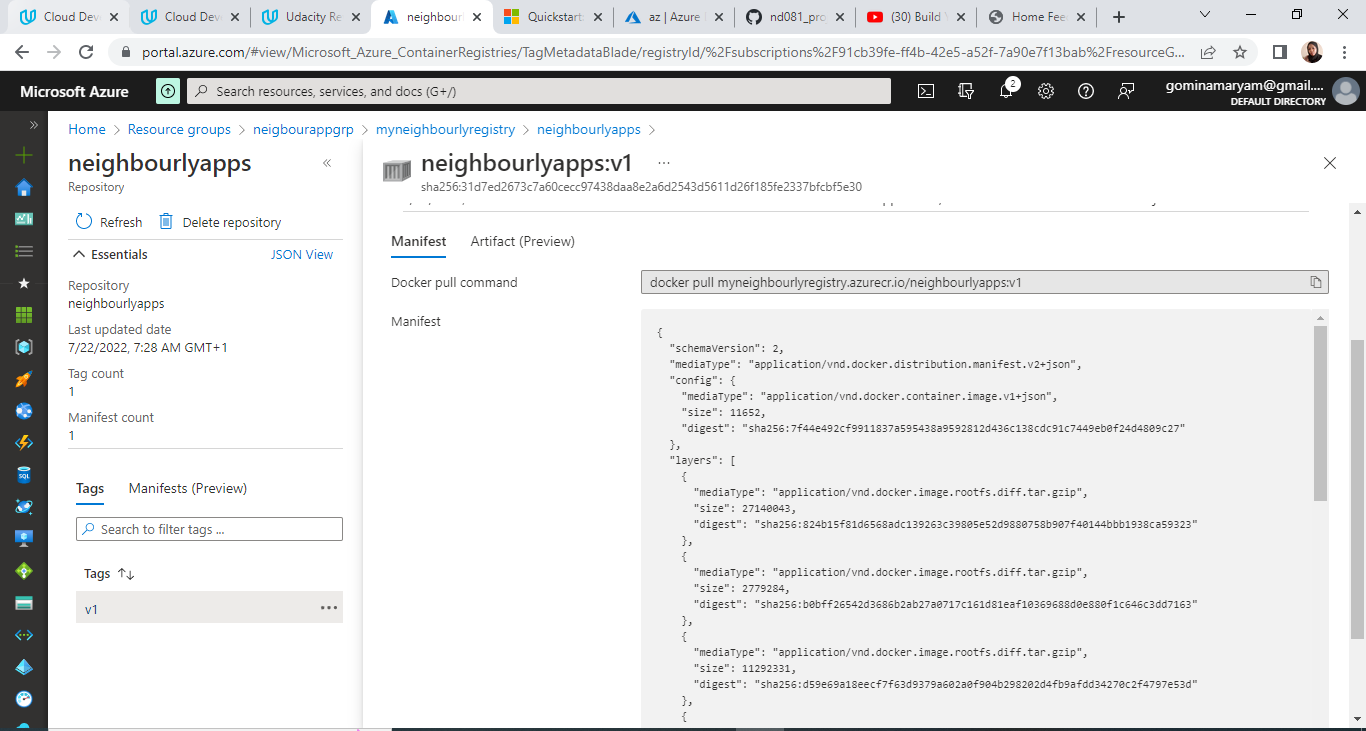 Cloud Dev
Cloud Dev
Udacity Re
neighbourl
Quickstart
az | Azure
nd081_pro
(30) Build
Home Feed
portal.azure.com/#view/Microsoft_Azure_ContainerRegistries/TagMetadataBlade/registryId/%2Fsubscriptions%2F91cb39fe-ff4b-42e5-a52f-7a90e7f13bab%2FresourceG...
Microsoft Azure
Search resources, services, and docs (G+/)
2
gominamaryam@gmail....
DEFAULT DIRECTORY
Home > Resource groups > neigbourappgrp > myneighbourlyregistry > neighbourlyapps >
neighbourlyapps
Repository
Refresh
Delete repository
Essentials
JSON View
Repository
neighbourlyapps
Last updated date
7/22/2022, 7:28 AM GMT+1
Tag count
1
Manifest count
1
Tags
Manifests (Preview)
Search to filter tags ...
Tags
v1
neighbourlyapps:v1
sha256:31d7ed2673c7a60cecc97438daa8e2a6d2543d5611d26f185fe2337bfcbf5e30
Manifest
Artifact (Preview)
Docker pull command
docker pull myneighbourlyregistry.azurecr.io/neighbourlyapps:v1
Manifest
{
"schemaVersion": 2,
"mediaType": "application/vnd.docker.distribution.manifest.v2+json",
"config": {
"mediaType": "application/vnd.docker.container.image.v1+json",
"size": 11652,
"digest": "sha256:7f44e492cf9911837a595438a9592812d436c138cdc91c7449eb0f24d4809c27"
},
"layers": [
{
"mediaType": "application/vnd.docker.image.rootfs.diff.tar.gzip",
"size": 27140043,
"digest": "sha256:824b15f81d6568adc139263c39805e52d9880758b907f40144bbb1938ca59323"
},
{
"mediaType": "application/vnd.docker.image.rootfs.diff.tar.gzip",
"size": 2779284,
"digest": "sha256:b0bff26542d3686b2ab27a0717c161d81eaf10369688d0e880f1c646c3dd7163"
},
{
"mediaType": "application/vnd.docker.image.rootfs.diff.tar.gzip",
"size": 11292331,
"digest": "sha256:d59e69a18eecf7f63d9379a602a0f904b298202d4fb9afdd34270c2f4797e53d"
},
{